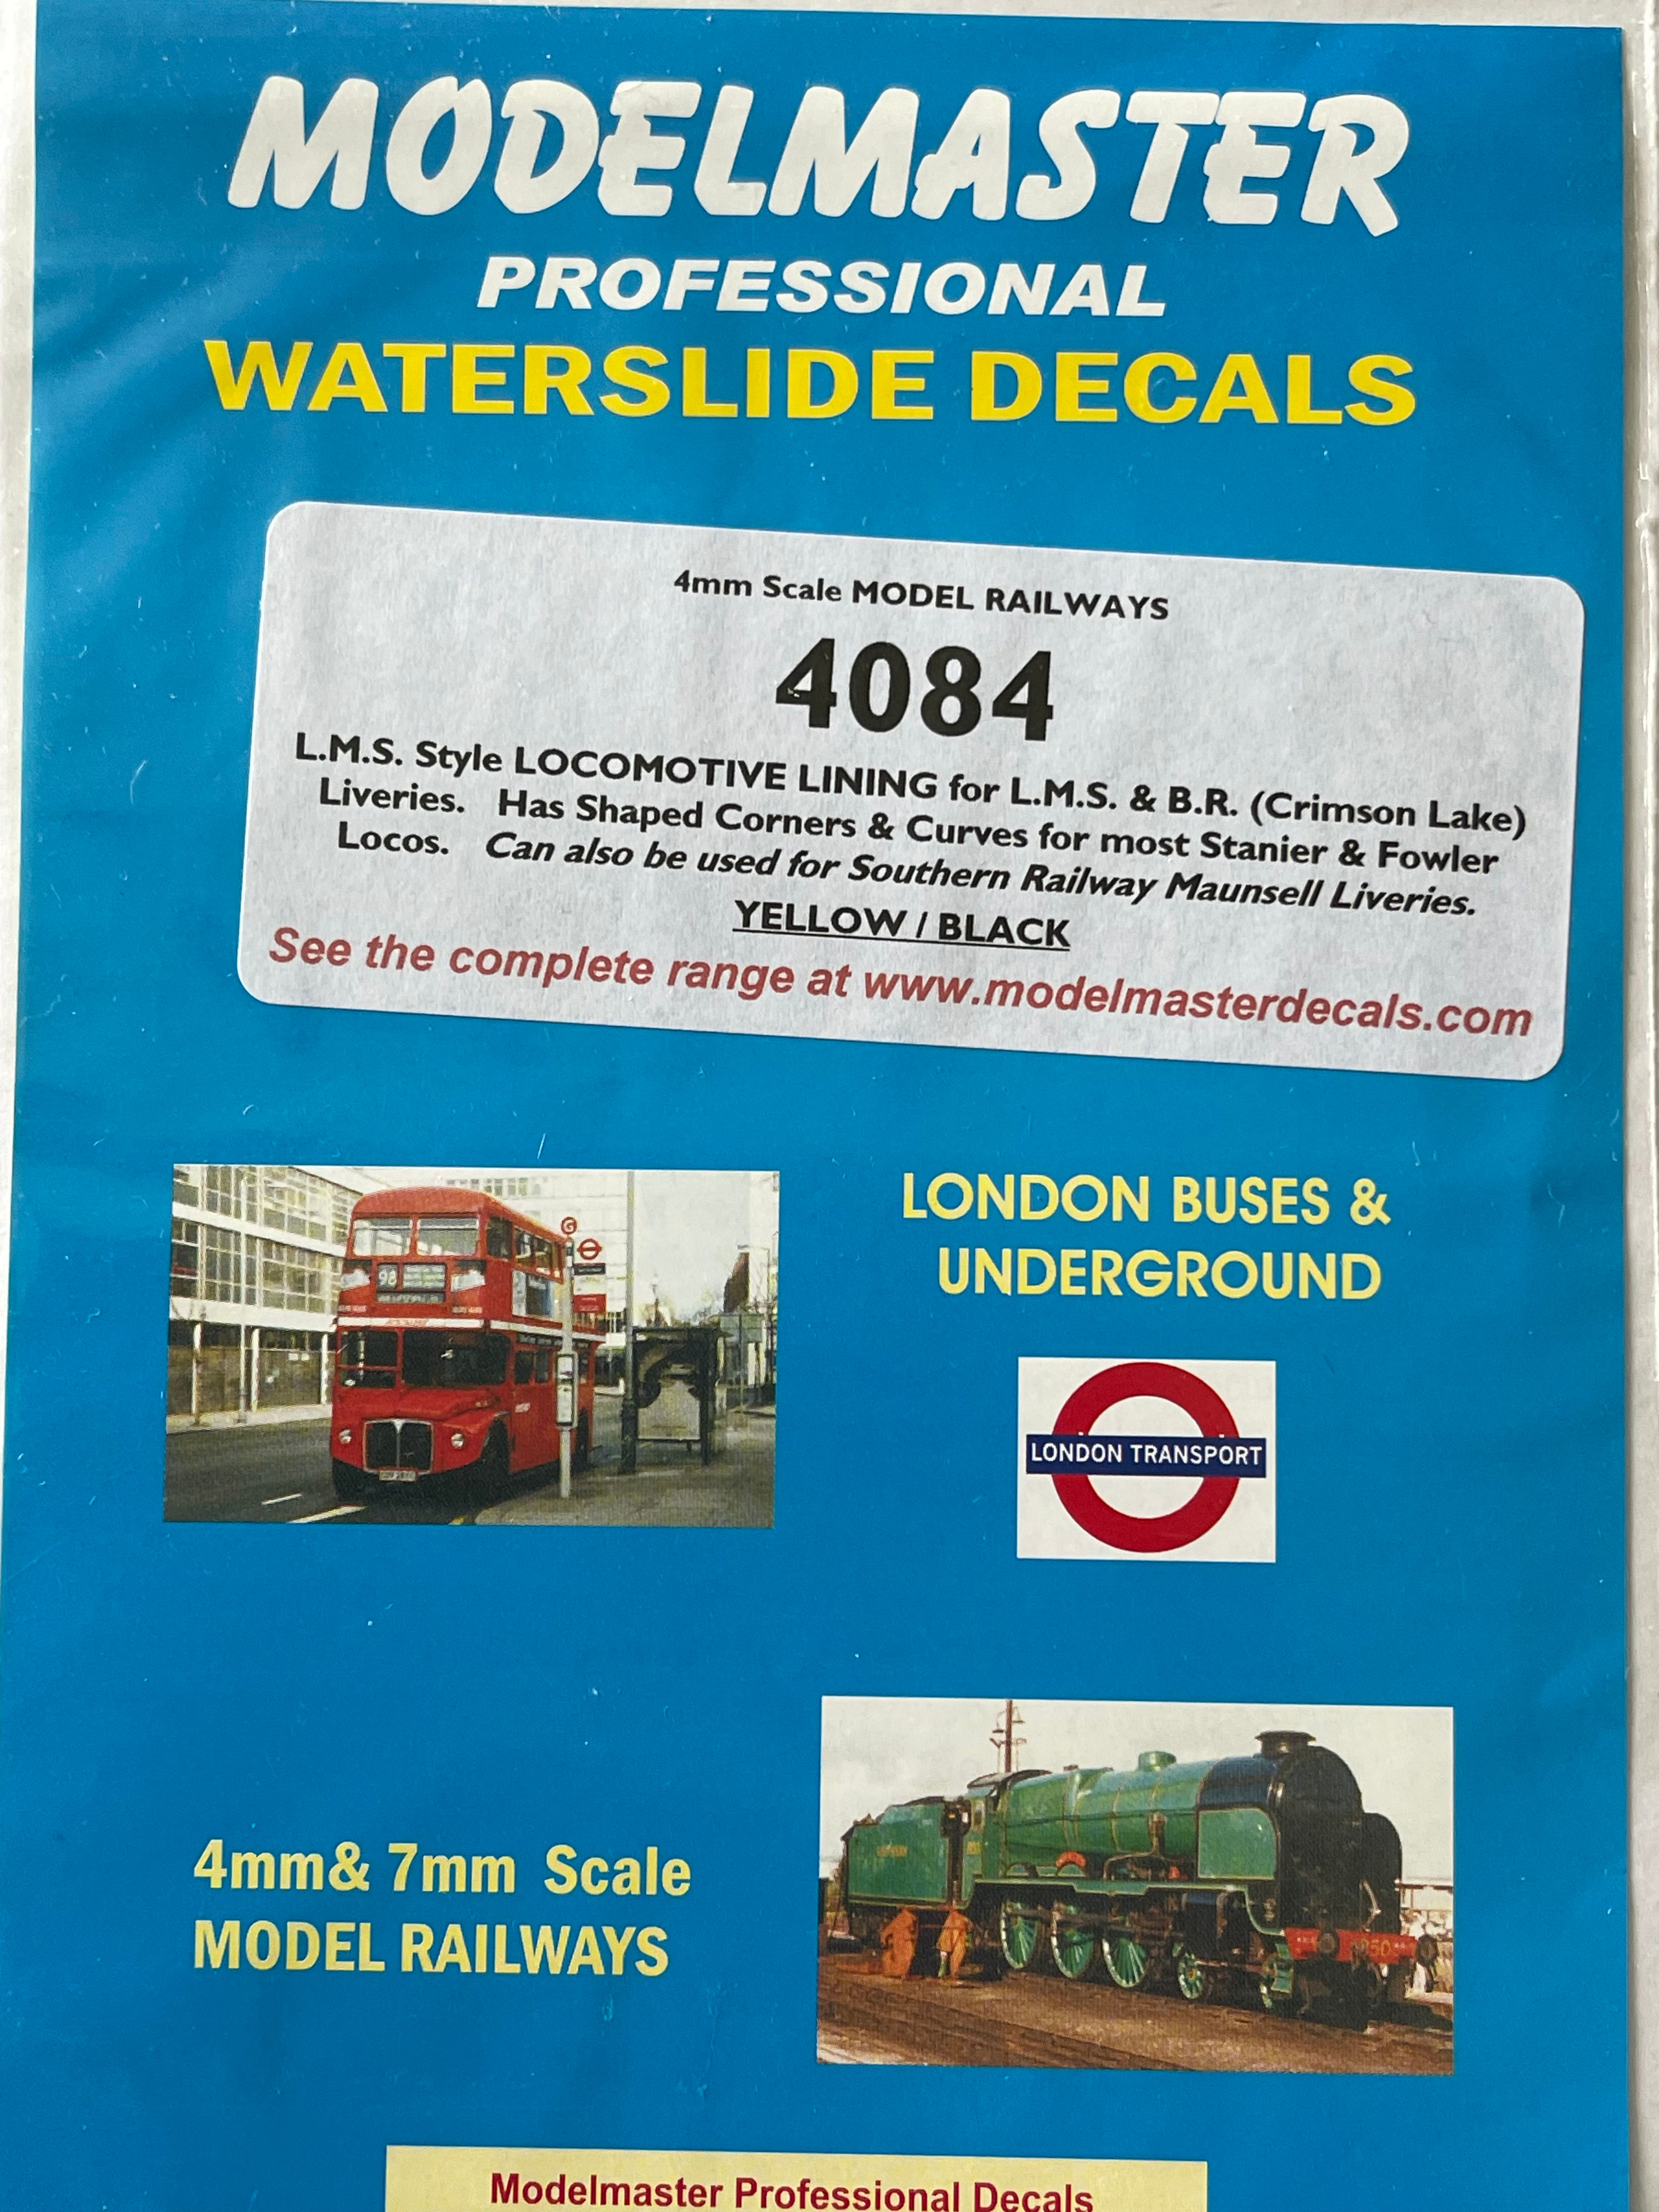 MODELMASTER
PROFESSIONAL
WATERSLIDE DECALS
4mm Scale MODEL RAILWAYS
4084
L.M.S. Style LOCOMOTIVE LINING for L.M.S. & B.R. (Crimson Lake)
Liveries. Has Shaped Corners & Curves for most Stanier & Fowler
Locos. Can also be used for Southern Railway Maunsell Liveries.
YELLOW / BLACK
See the complete range at www.modelmasterdecals.com
98
LONDON BUSES &
UNDERGROUND
LONDON TRANSPORT
4mm& 7mm Scale
MODEL RAILWAYS
Modelmaster Professional Decals